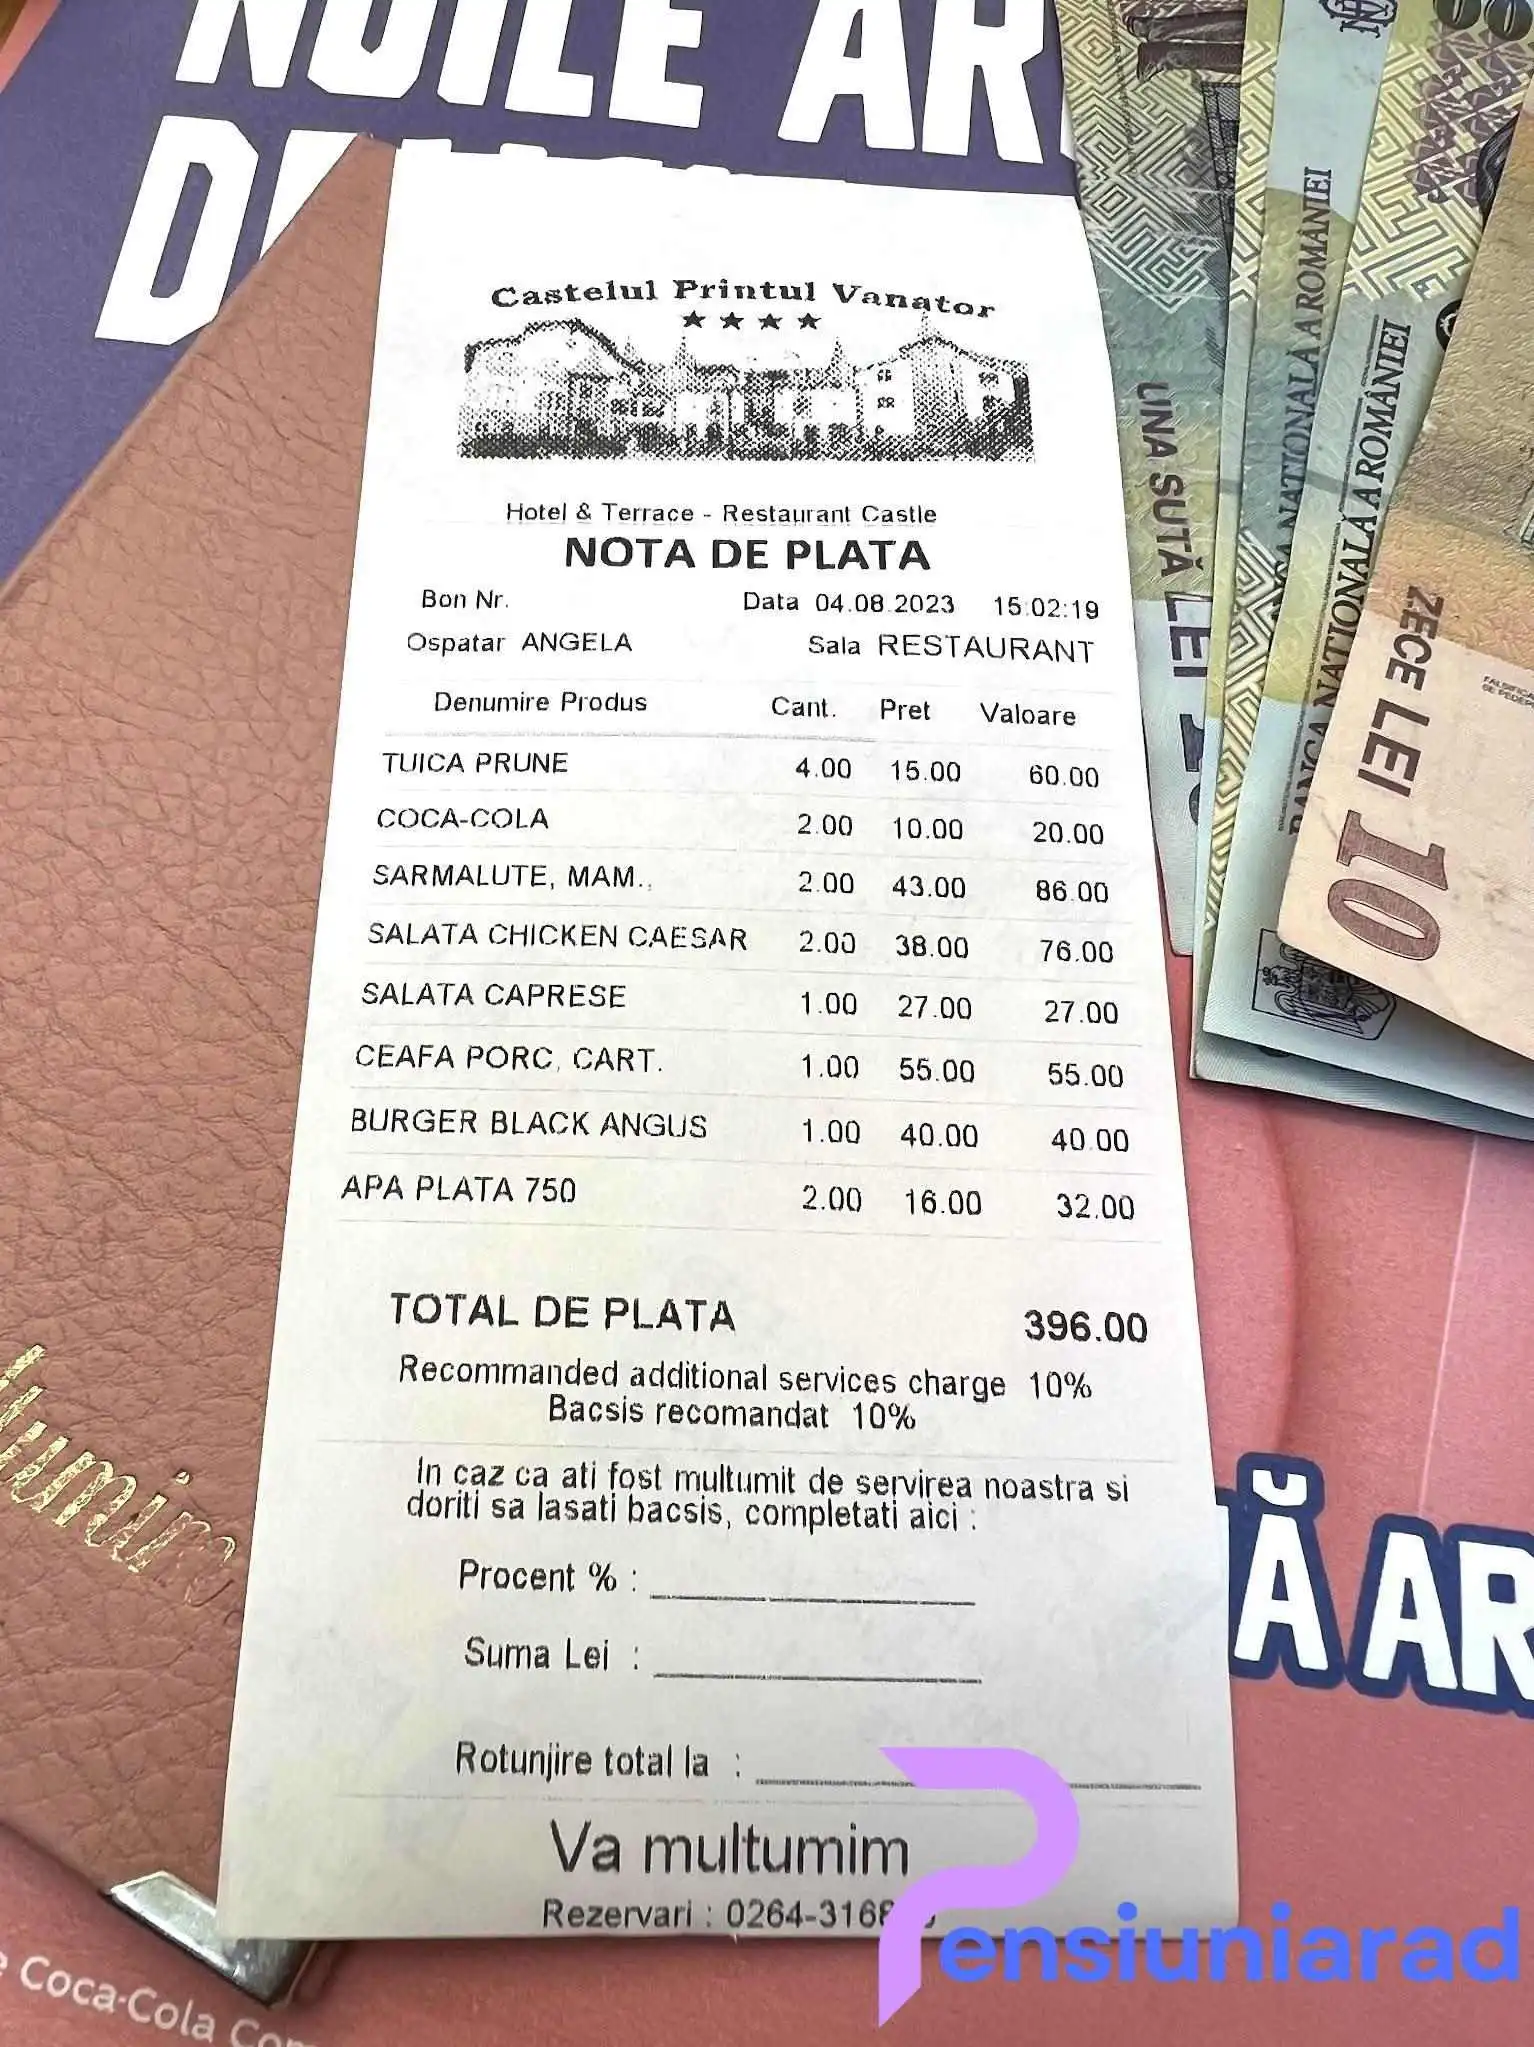 NOILE AR
Castelul Printul Vanator
★ ★ ★ ★
Hotel & Terrace - Restaurant Castle
NOTA DE PLATA
Bon Nr. Data 04.08.2023 15:02:19
Ospatar ANGELA Sala RESTAURANT
Denumire Produs Cant. Pret Valoare
TUICA PRUNE 4.00 15.00 60.00
COCA-COLA 2.00 10.00 20.00
SARMALUTE, MAM., 2.00 43.00 86.00
SALATA CHICKEN CAESAR 2.00 38.00 76.00
SALATA CAPRESE 1.00 27.00 27.00
CEAFA PORC, CART. 1.00 55.00 55.00
BURGER BLACK ANGUS 1.00 40.00 40.00
APA PLATA 750 2.00 16.00 32.00
TOTAL DE PLATA 396.00
Recommanded additional services charge 10%
Bacsis recomandat 10%
In caz ca ati fost multumit de servirea noastra si
doriti sa lasati bacsis, completati aici :
Procent % :
Suma Lei :
Rotunjire total la :
Va multumim
Rezervari : 0264-316
UNA SUTĂ LEI
BANCA NAȚIONALĂ A ROMÂNIEI
BANCA NAȚIONALĂ A ROMÂNIEI
ZECE LEI 10
Ă AR
Coca-Cola
Pensiuniarad